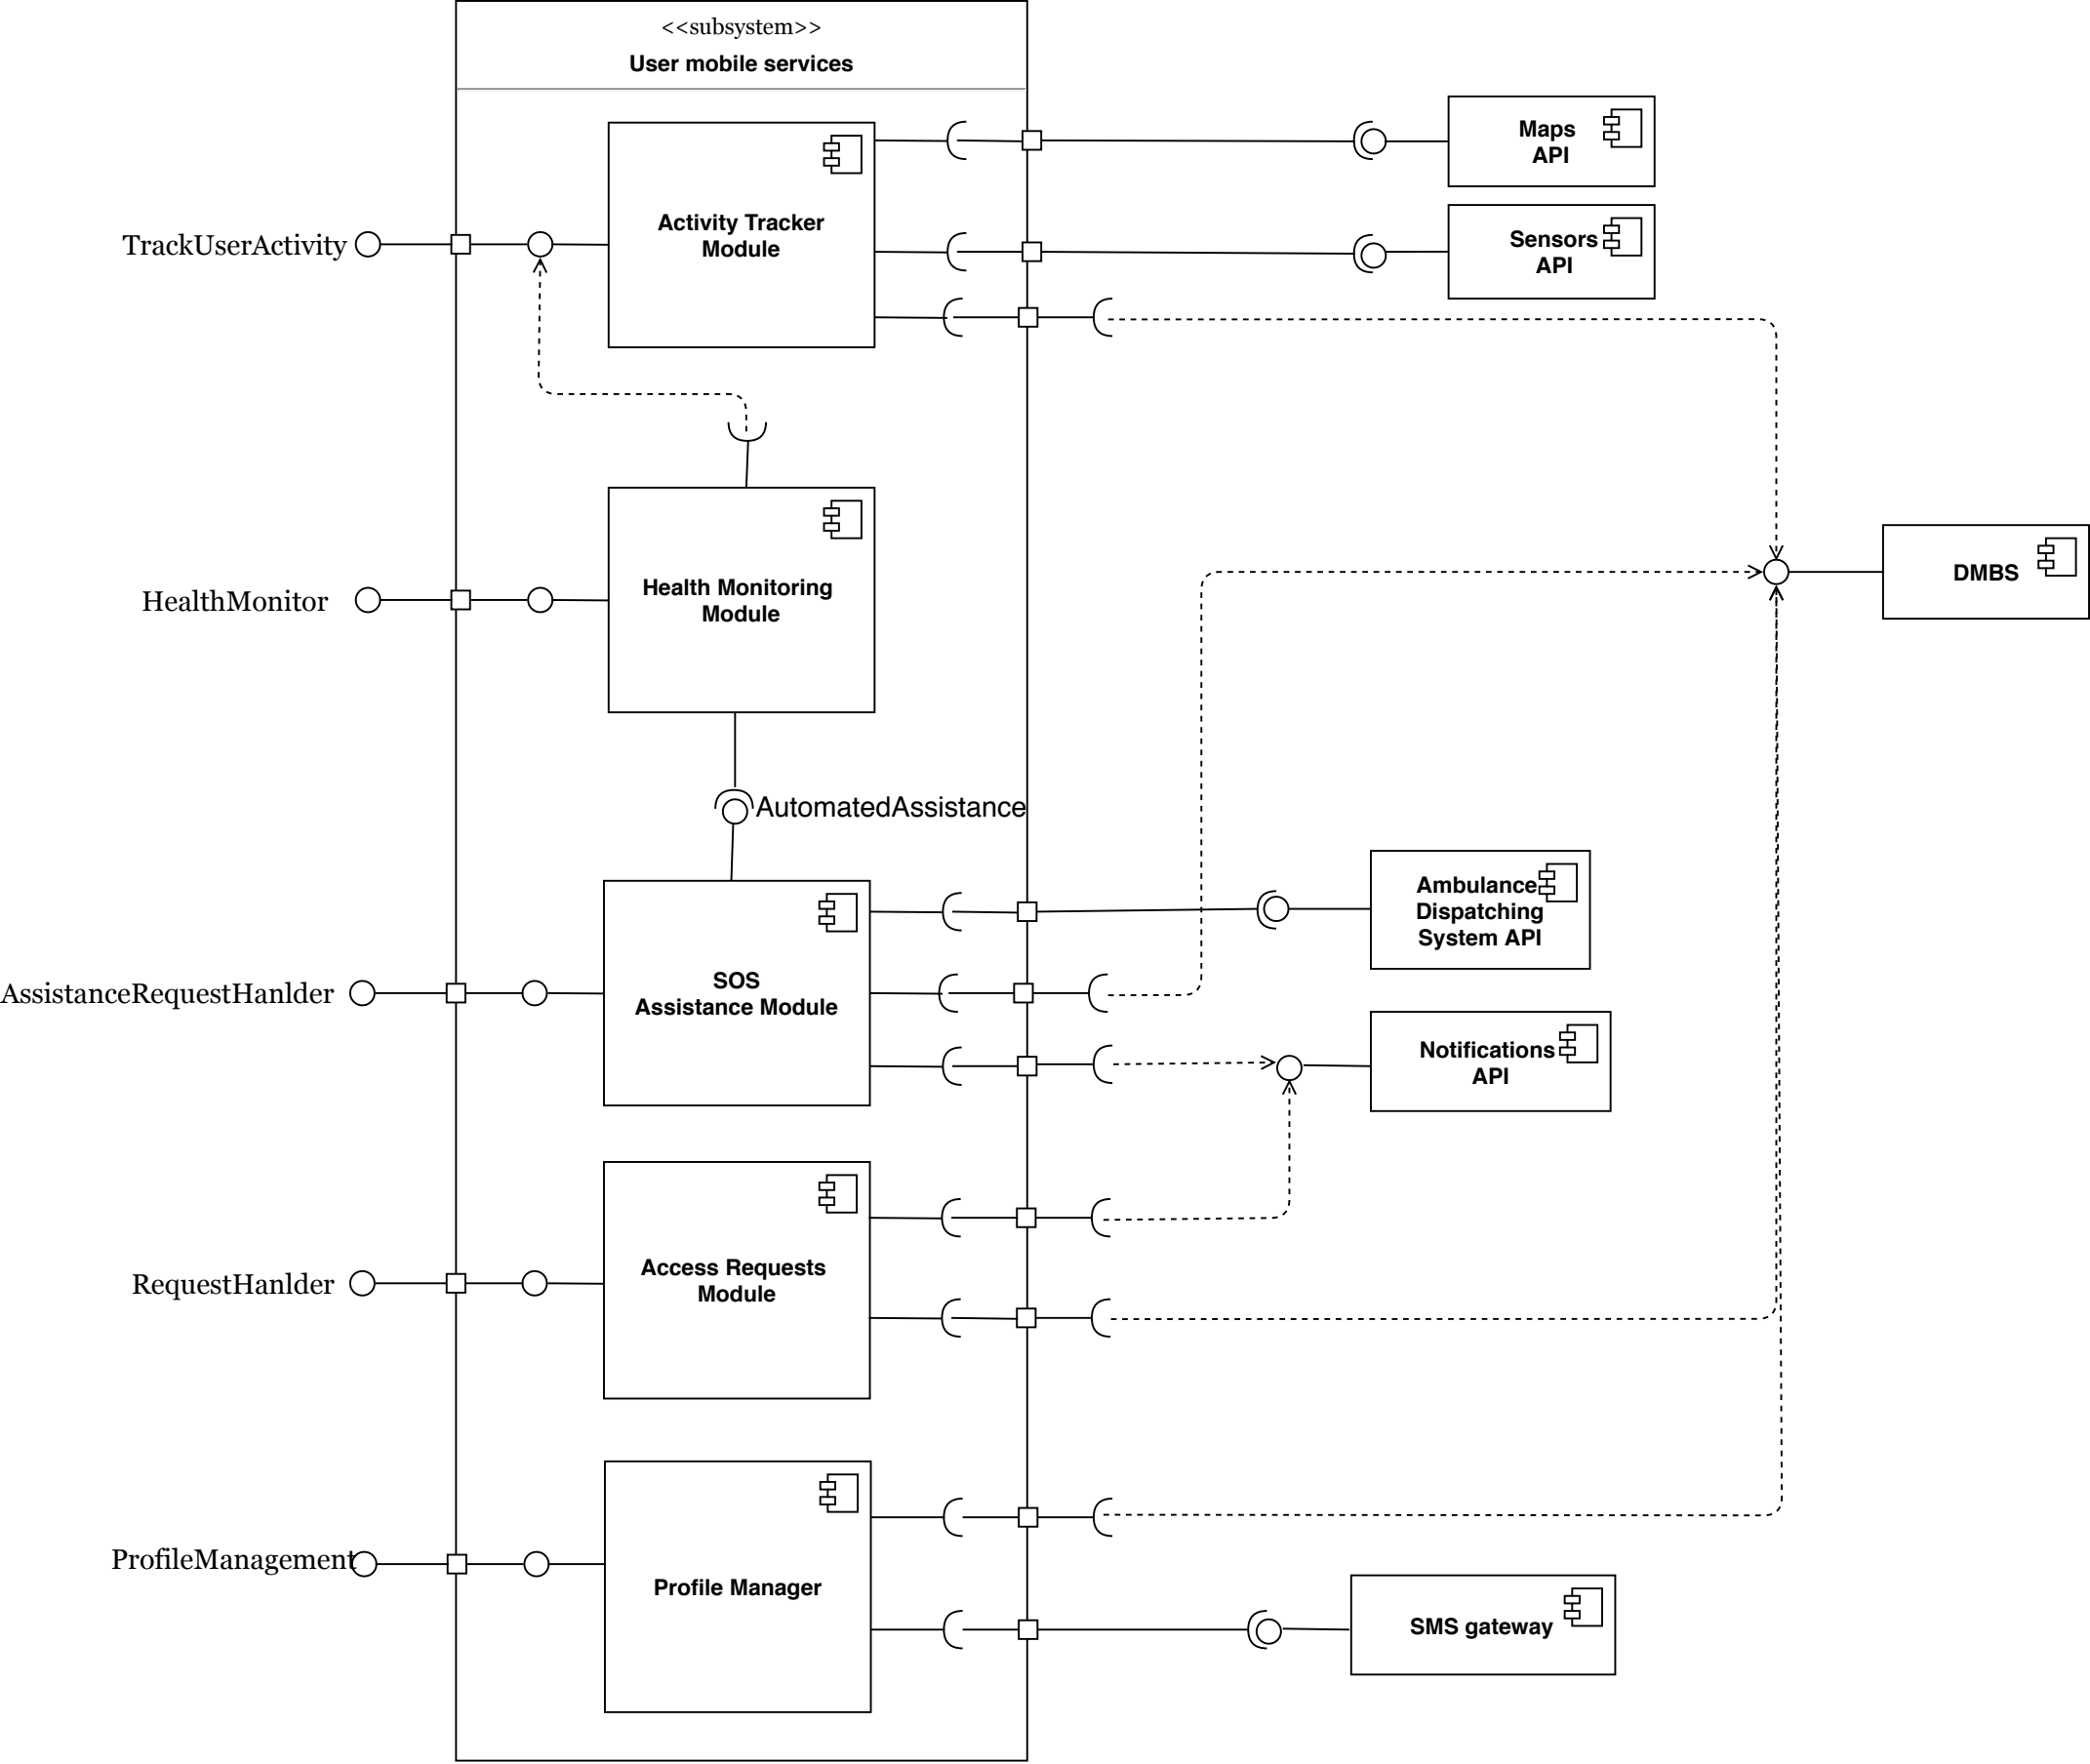 <<subsystem>>
User mobile services
Maps
API
Activity Tracker
Module
TrackUserActivity
Sensors
API
Health Monitoring
Module
HealthMonitor
DMBS
AutomatedAssistance
Ambulance
Dispatching
System API
SOS
Assistance Module
AssistanceRequestHanlder
Notifications
API
Access Requests
Module
RequestHanlder
ProfileManagement
Profile Manager
SMS gateway